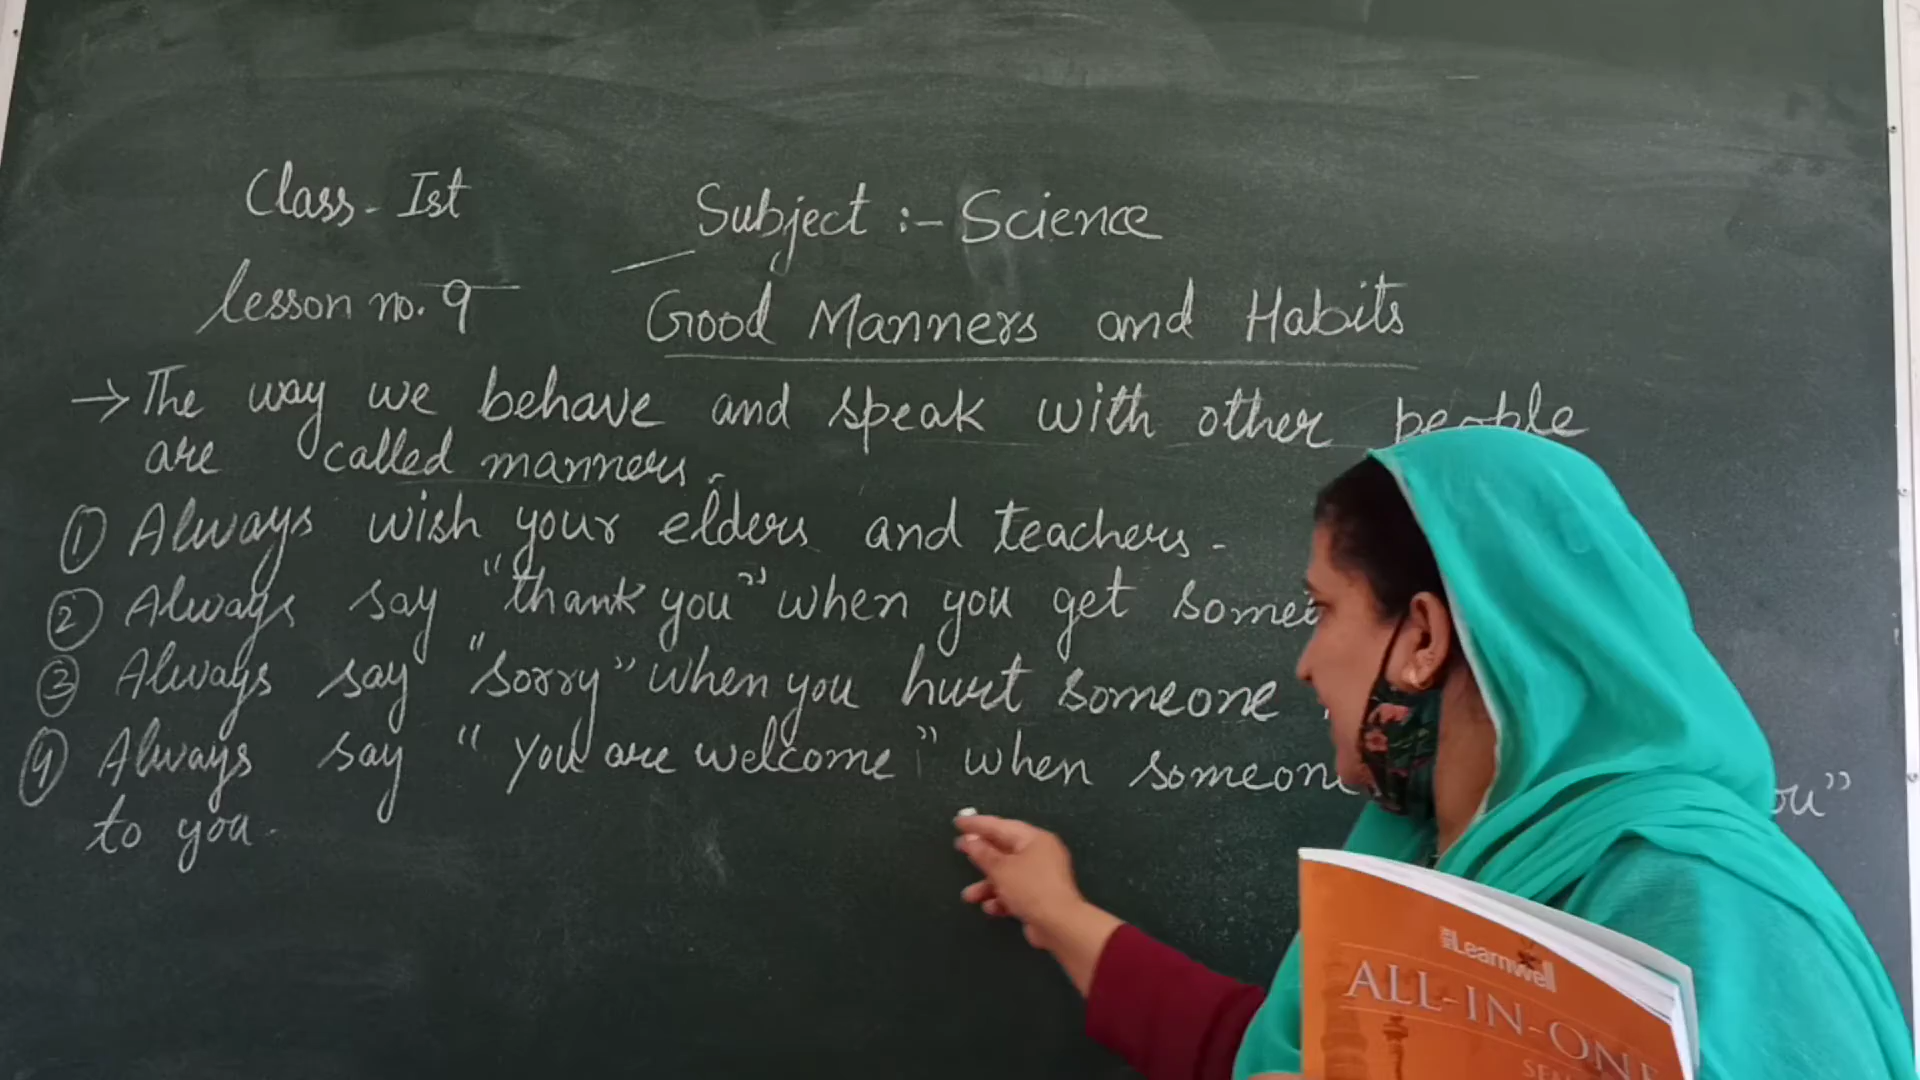 Class - Ist
Subject :- Science
Lesson no. 9
Good Manners and Habits
→ The way we behave and speak with other people
are called manners.
① Always wish your elders and teachers.
② Always say "thank you" when you get
③ Always say "sorry" when you hurt someone
④ Always say "you are welcome" when
to you.
Learnwell
ALL-IN-ONE